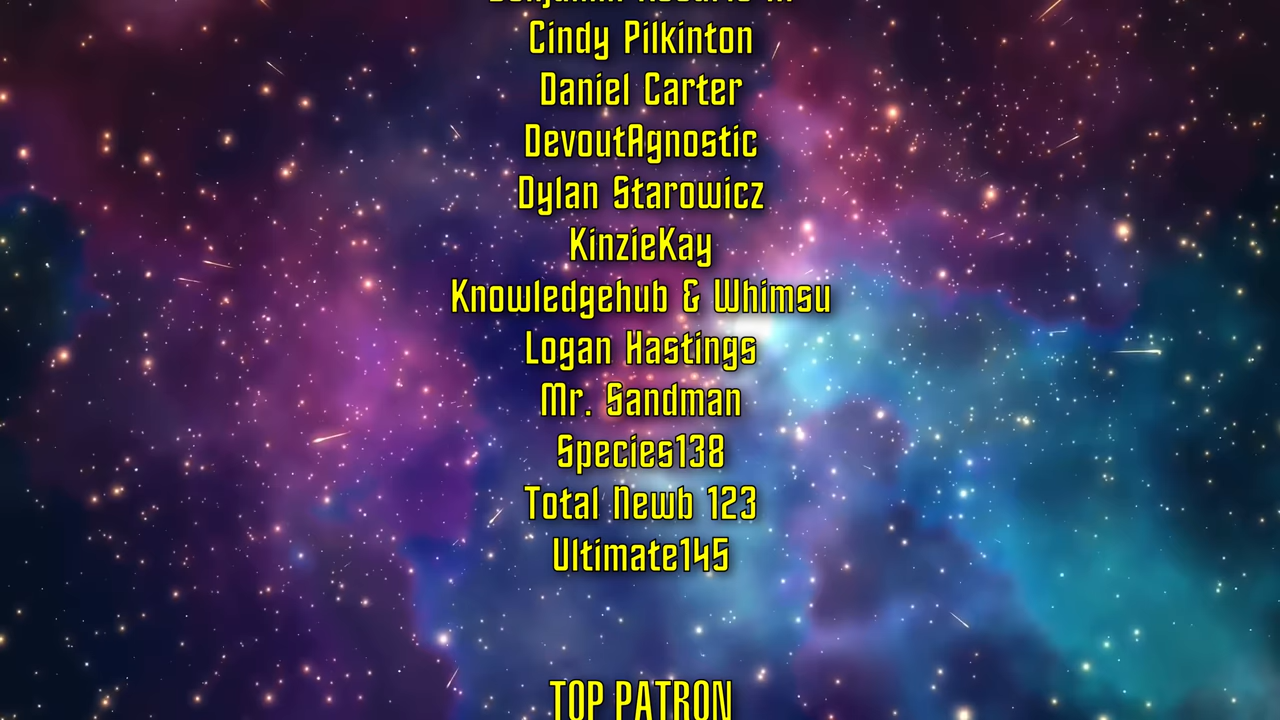 Cindy Pilkinton
Daniel Carter
DevoutAgnostic
Dylan Starowicz
KinzieKay
Knowledgehub & Whimsu
Logan Hastings
Mr. Sandman
Species138
Total Newb 123
Ultimate145
TOP PATRON